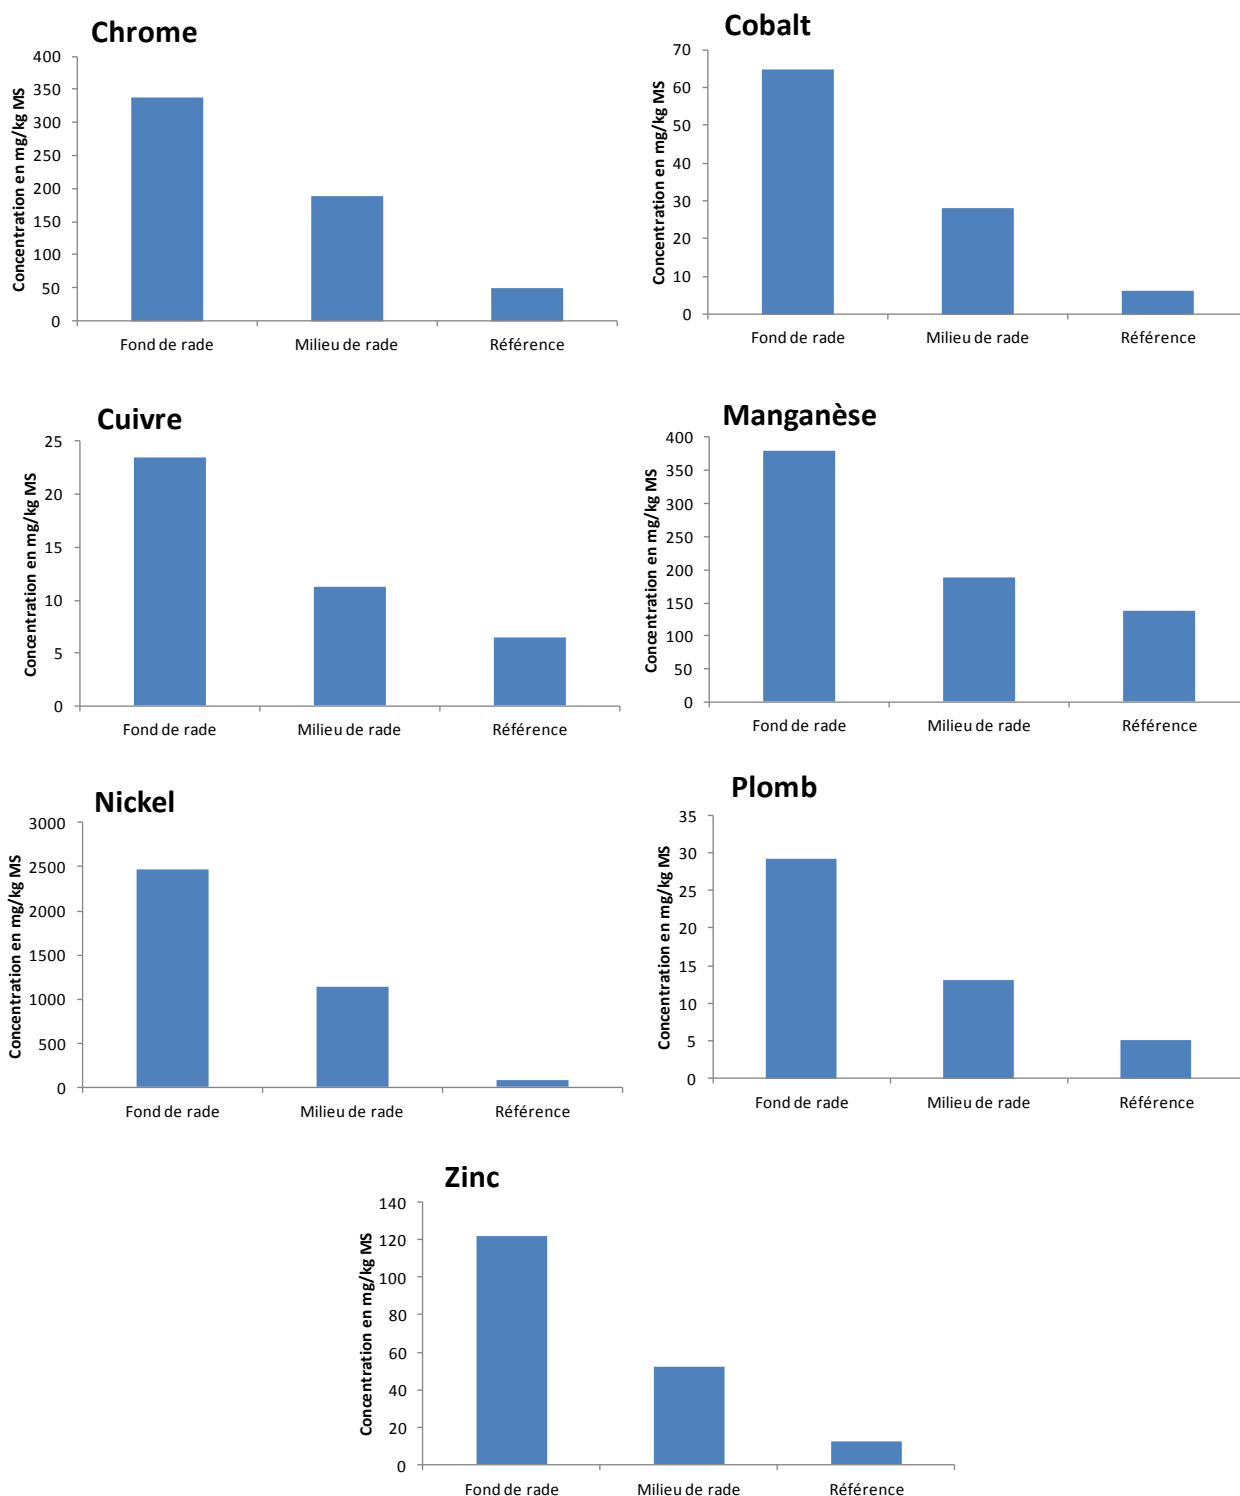 Chrome
Concentration en mg/kg MS
400
350
300
250
200
150
100
50
0
Fond de rade Milieu de rade Référence
Cobalt
Concentration en mg/kg MS
70
60
50
40
30
20
10
0
Fond de rade Milieu de rade Référence
Cuivre
Concentration en mg/kg MS
25
20
15
10
5
0
Fond de rade Milieu de rade Référence
Manganèse
Concentration en mg/kg MS
400
350
300
250
200
150
100
50
0
Fond de rade Milieu de rade Référence
Nickel
Concentration en mg/kg MS
3000
2500
2000
1500
1000
500
0
Fond de rade Milieu de rade Référence
Plomb
Concentration en mg/kg MS
35
30
25
20
15
10
5
0
Fond de rade Milieu de rade Référence
Zinc
Concentration en mg/kg MS
140
120
100
80
60
40
20
0
Fond de rade Milieu de rade Référence